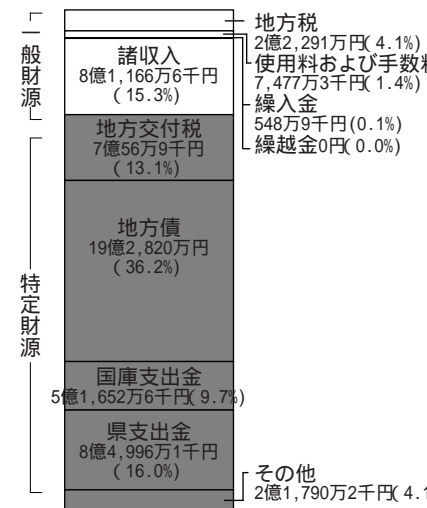 一般財源
地方税
2億2,291万円(4.1%)
使用料および手数料
7,477万3千円(1.4%)
繰入金
548万9千円(0.1%)
繰越金0円(0.0%)
諸収入
8億1,166万6千円
(15.3%)
特定財源
地方交付税
7億56万9千円
(13.1%)
地方債
19億2,820万円
(36.2%)
国庫支出金
5億1,652万6千円(9.7%)
県支出金
8億4,996万1千円
(16.0%)
その他
2億1,790万2千円(4.1